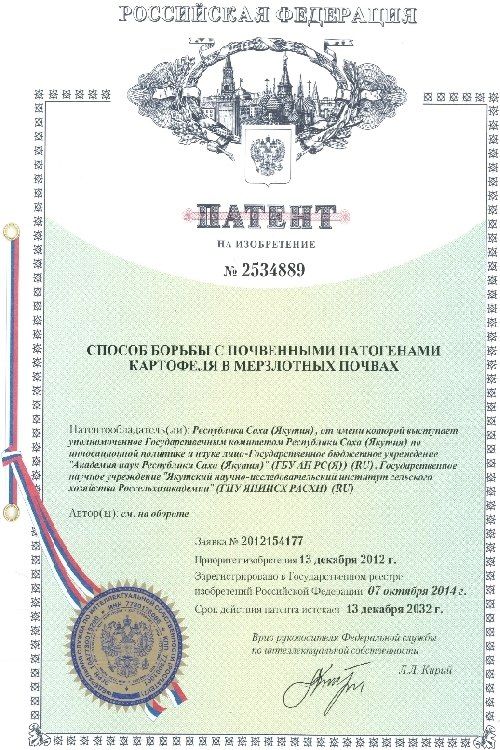 РОССИЙСКАЯ ФЕДЕРАЦИЯ
ПАТЕНТ
НА ИЗОБРЕТЕНИЕ
№ 2534889
СПОСОБ БОРЬБЫ С ПОЧВЕННЫМИ ПАТОГЕНАМИ
КАРТОФЕЛЯ В МЕРЗЛОТНЫХ ПОЧВАХ
Патентообладатель(ли): Республика Саха (Якутия), от имени которой выступает
уполномоченное Государственным комитетом Республики Саха (Якутия) по
инновационной политике и науке лицо-Государственное бюджетное учреждение
"Академия наук Республики Саха (Якутия)" (ГБУ АН РС(Я)) (RU), Государственное
научное учреждение "Якутский научно-исследовательский институт сельского
хозяйства Россельхозакадемии" (ГНУ ЯНИИСХ РАСХН) (RU)
Автор(ы): см. на обороте
Заявка № 2012154177
Приоритет изобретения 13 декабря 2012 г.
Зарегистрировано в Государственном реестре
изобретений Российской Федерации 07 октября 2014 г.
Срок действия патента истекает 13 декабря 2032 г.
Врио руководителя Федеральной службы
по интеллектуальной собственности
Л.Л. Кирий